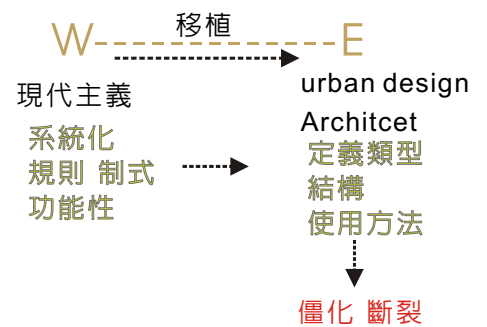 移植
W E
現代主義
系統化
規則 制式
功能性
urban design
Architcet
定義類型
結構
使用方法
僵化 斷裂